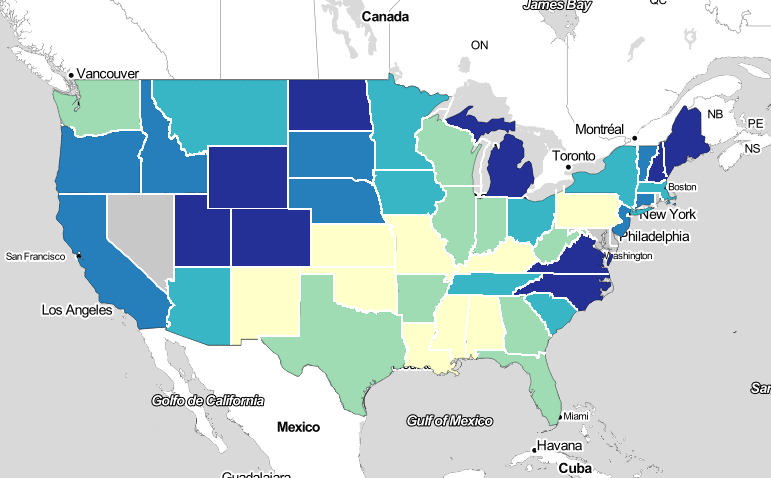 James Bay
QC
Canada
ON
Vancouver
NB
PE
Montréal
NS
Toronto
Boston
New York
Philadelphia
San Francisco
Washington
Los Angeles
Golfo de California
San
Gulf of Mexico
Miami
Mexico
Havana
Cuba
Guadalajara